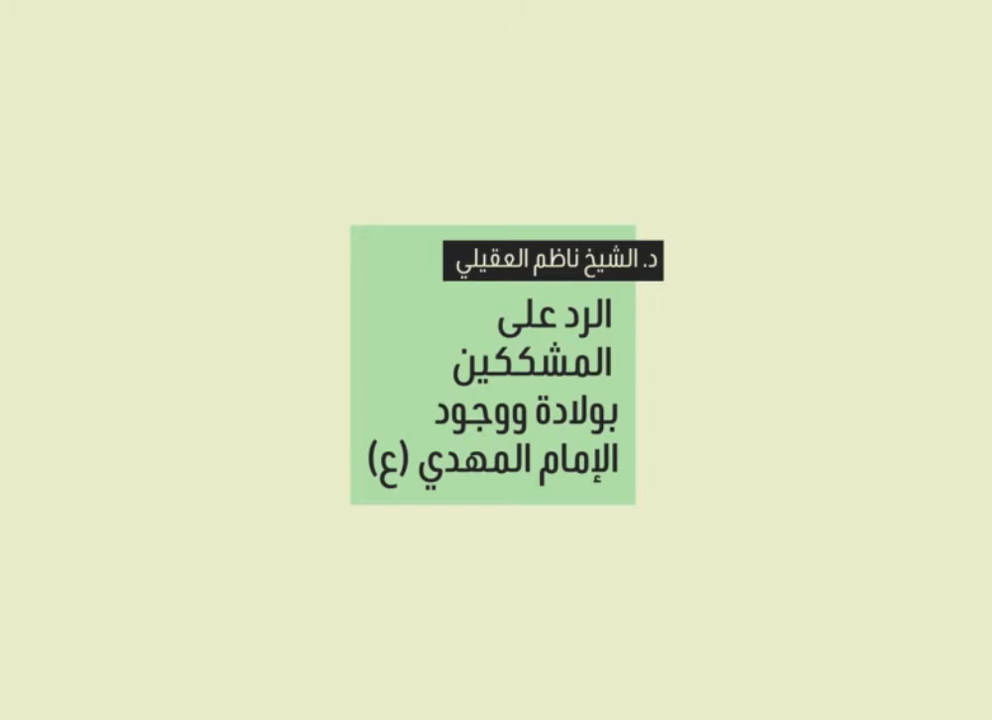 د. الشيخ ناظم العقيلي
الرد على
المشككين
بولادة ووجود
الإمام المهدي (ع)